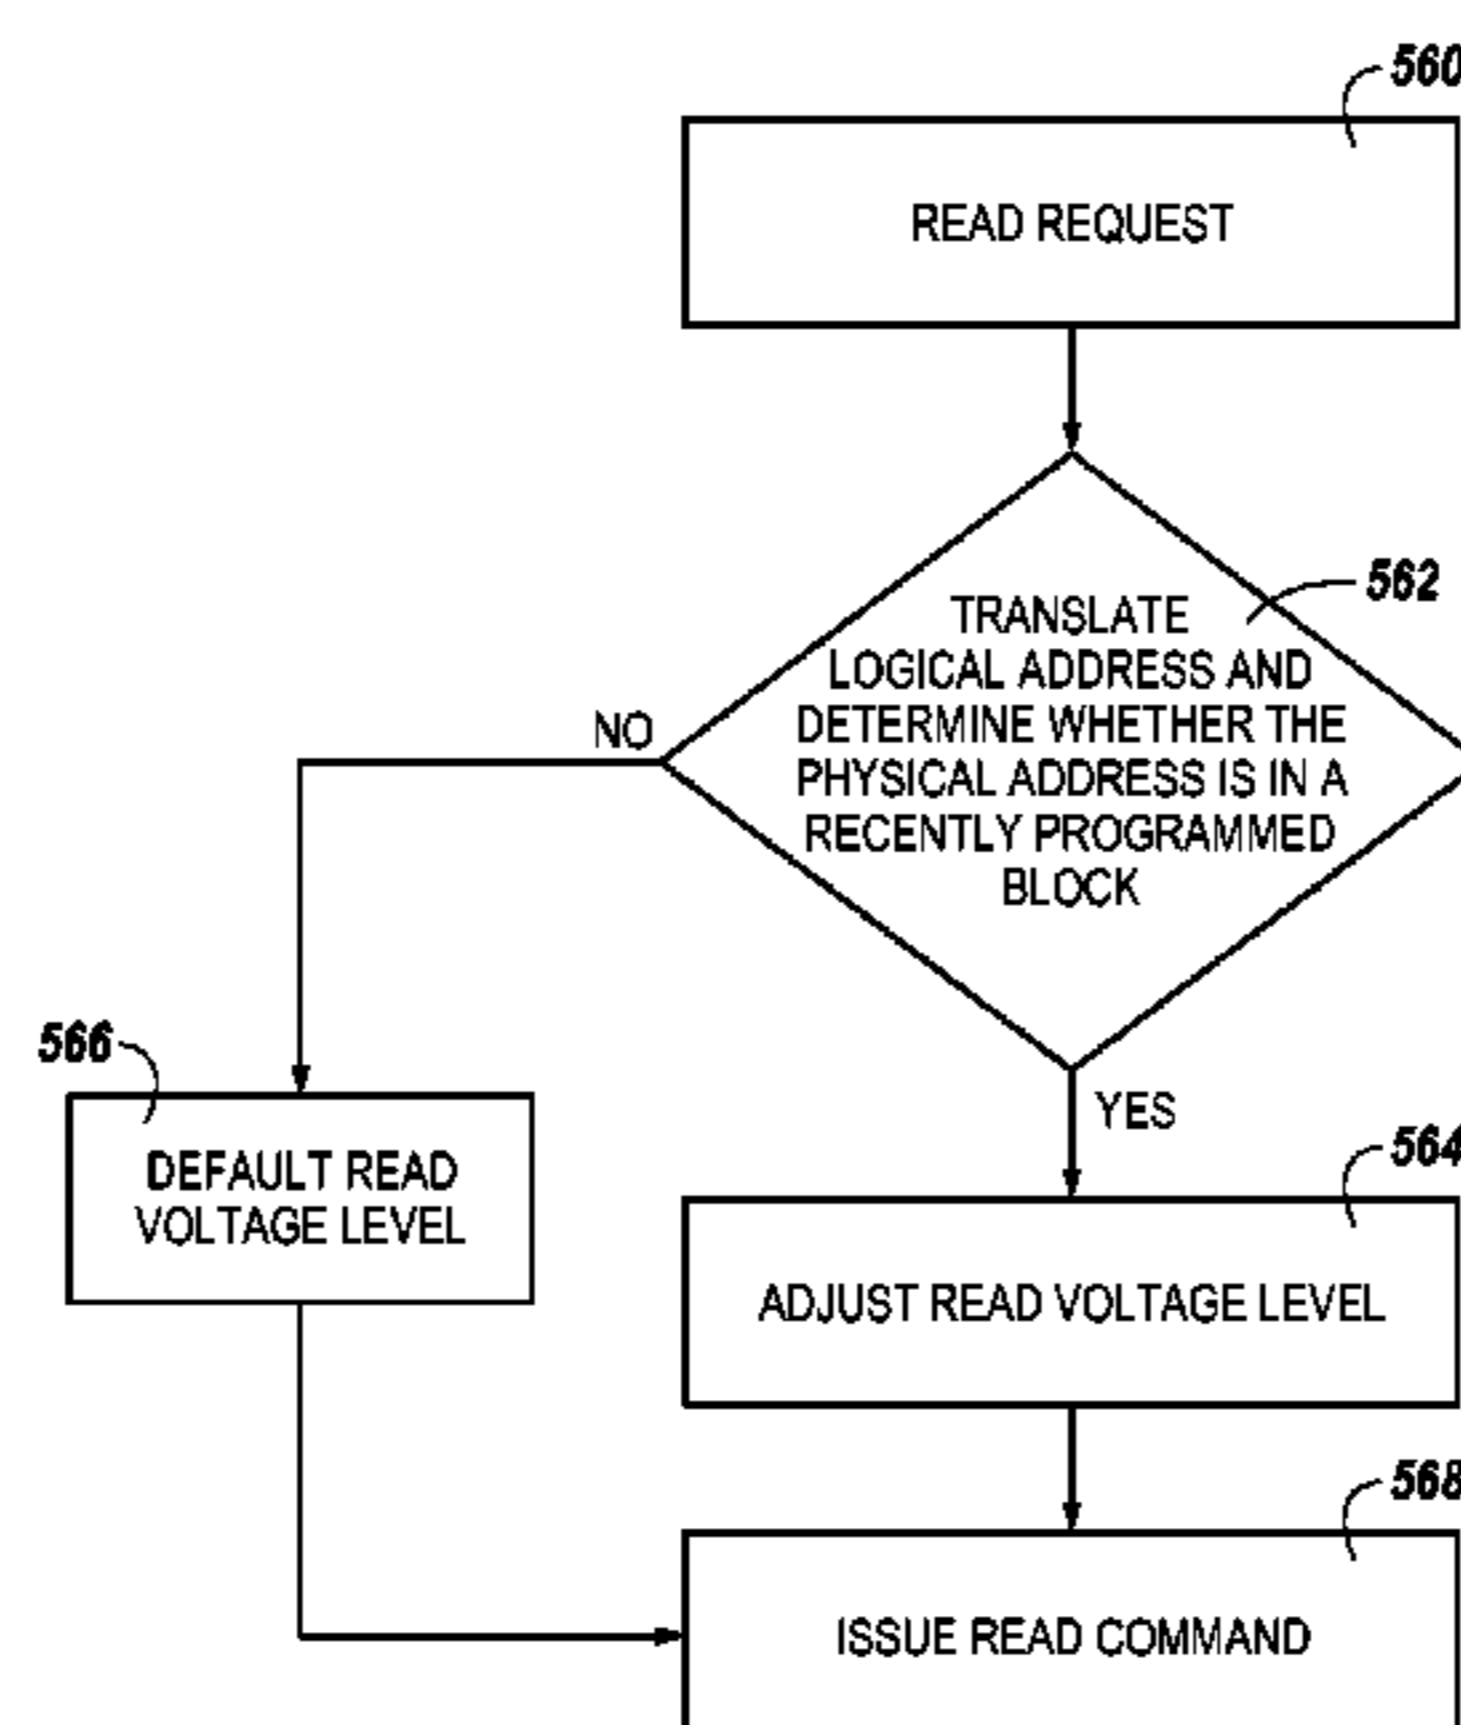 560
READ REQUEST
562
TRANSLATE
LOGICAL ADDRESS AND
DETERMINE WHETHER THE
PHYSICAL ADDRESS IS IN A
RECENTLY PROGRAMMED
BLOCK
NO
YES
566
DEFAULT READ
VOLTAGE LEVEL
564
ADJUST READ VOLTAGE LEVEL
568
ISSUE READ COMMAND